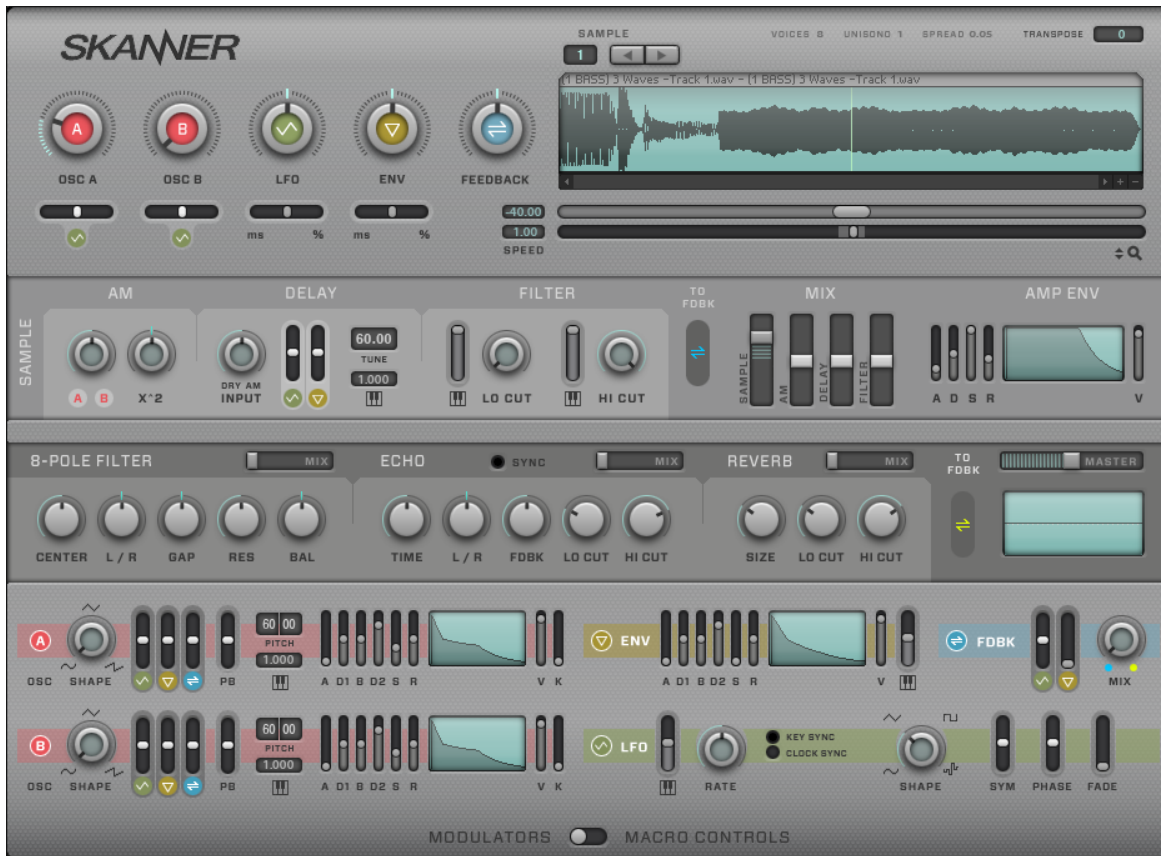 SKANNER
SAMPLE
1
VOICES 8 UNISONO 1 SPREAD 0.05 TRANSPOSE 0
(1 BASS) 3 Waves -Track 1.wav - (1 BASS) 3 Waves -Track 1.wav
A B
OSC A OSC B LFO ENV FEEDBACK
ms % ms %
-40.00
1.00
SPEED
SAMPLE
AM DELAY FILTER TO FDBK MIX AMP ENV
A B X^2
DRY AM
INPUT
60.00
TUNE
1.000
LO CUT HI CUT
SAMPLE AM DELAY FILTER
A D S R V
8-POLE FILTER MIX ECHO SYNC MIX REVERB MIX TO FDBK MASTER
CENTER L / R GAP RES BAL TIME L / R FDBK LO CUT HI CUT SIZE LO CUT HI CUT
A
OSC SHAPE PB
60 00
PITCH
1.000
A D1 B D2 S R V K
ENV
A D1 B D2 S R V
FDBK
MIX
B
OSC SHAPE PB
60 00
PITCH
1.000
A D1 B D2 S R V K
LFO
RATE
KEY SYNC
CLOCK SYNC
SHAPE SYM PHASE FADE
MODULATORS MACRO CONTROLS